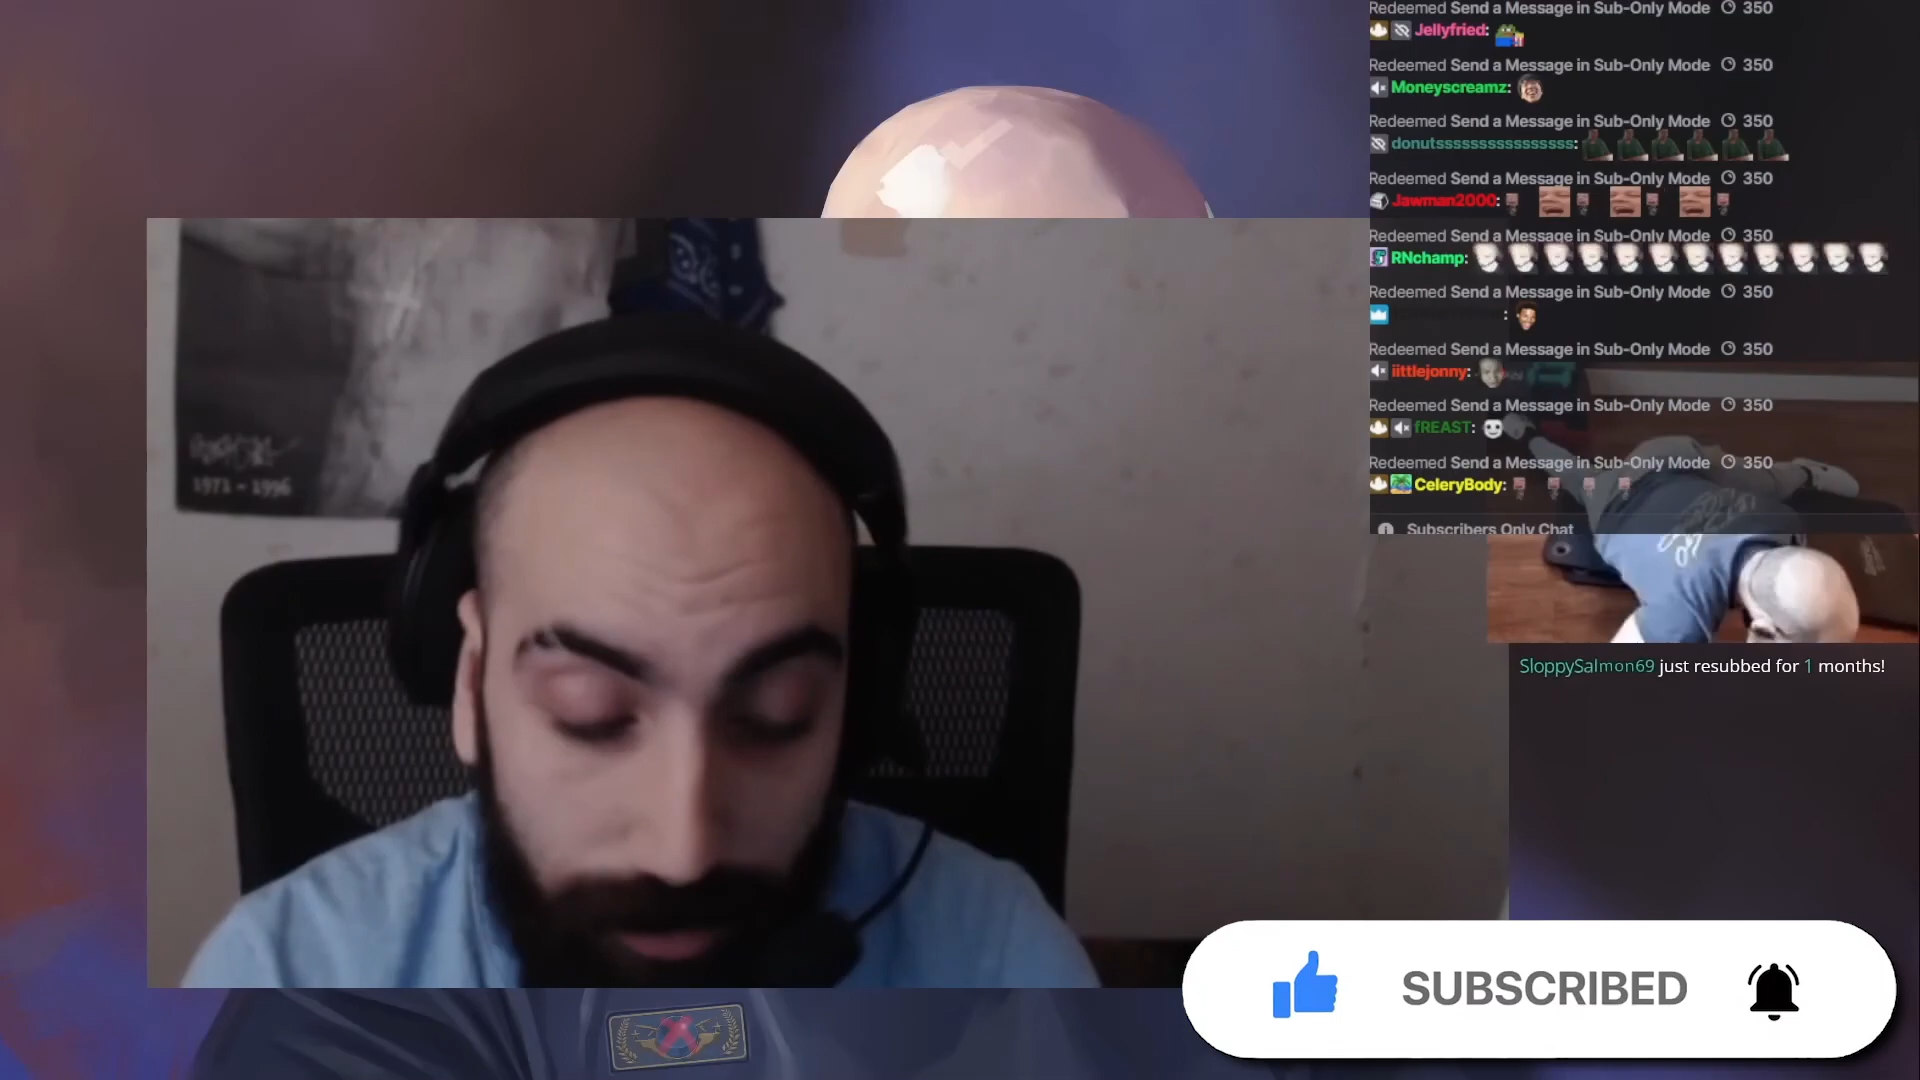 Redeemed Send a Message in Sub-Only Mode 350
Jellyfried:
Redeemed Send a Message in Sub-Only Mode 350
Moneyscreamz:
Redeemed Send a Message in Sub-Only Mode 350
donutsssssssssssssssss:
Redeemed Send a Message in Sub-Only Mode 350
Jawman2000:
Redeemed Send a Message in Sub-Only Mode 350
RNchamp:
Redeemed Send a Message in Sub-Only Mode 350
:
Redeemed Send a Message in Sub-Only Mode 350
iittlejonny:
Redeemed Send a Message in Sub-Only Mode 350
fREAST:
Redeemed Send a Message in Sub-Only Mode 350
CeleryBody:
Subscribers Only Chat
1971 - 1996
SloppySalmon69 just resubbed for 1 months!
SUBSCRIBED